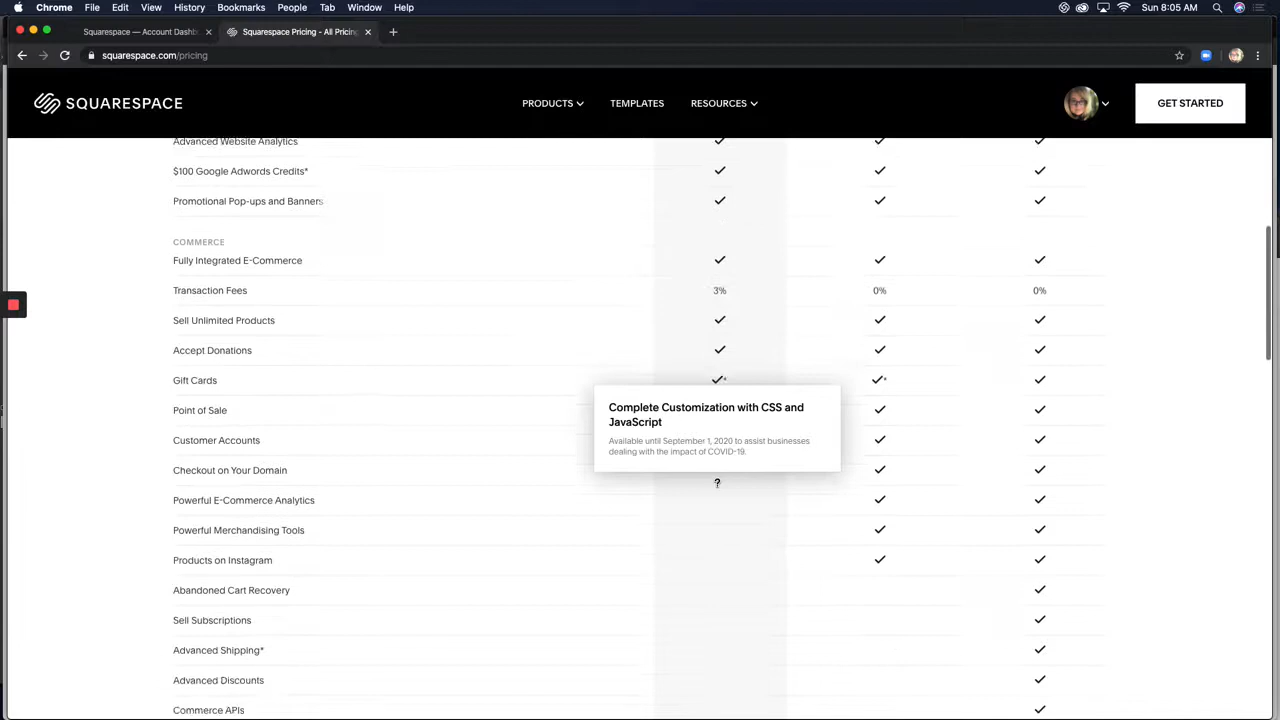 Chrome File Edit View History Bookmarks People Tab Window Help Sun 8:05 AM
Squarespace — Account Dashb Squarespace Pricing - All Pricing
squarespace.com/pricing
SQUARESPACE PRODUCTS TEMPLATES RESOURCES GET STARTED
Advanced Website Analytics
$100 Google Adwords Credits*
Promotional Pop-ups and Banners
COMMERCE
Fully Integrated E-Commerce
Transaction Fees 3% 0% 0%
Sell Unlimited Products
Accept Donations
Gift Cards
Complete Customization with CSS and
JavaScript
Available until September 1, 2020 to assist businesses
dealing with the impact of COVID-19.
Point of Sale
Customer Accounts
Checkout on Your Domain
?
Powerful E-Commerce Analytics
Powerful Merchandising Tools
Products on Instagram
Abandoned Cart Recovery
Sell Subscriptions
Advanced Shipping*
Advanced Discounts
Commerce APIs